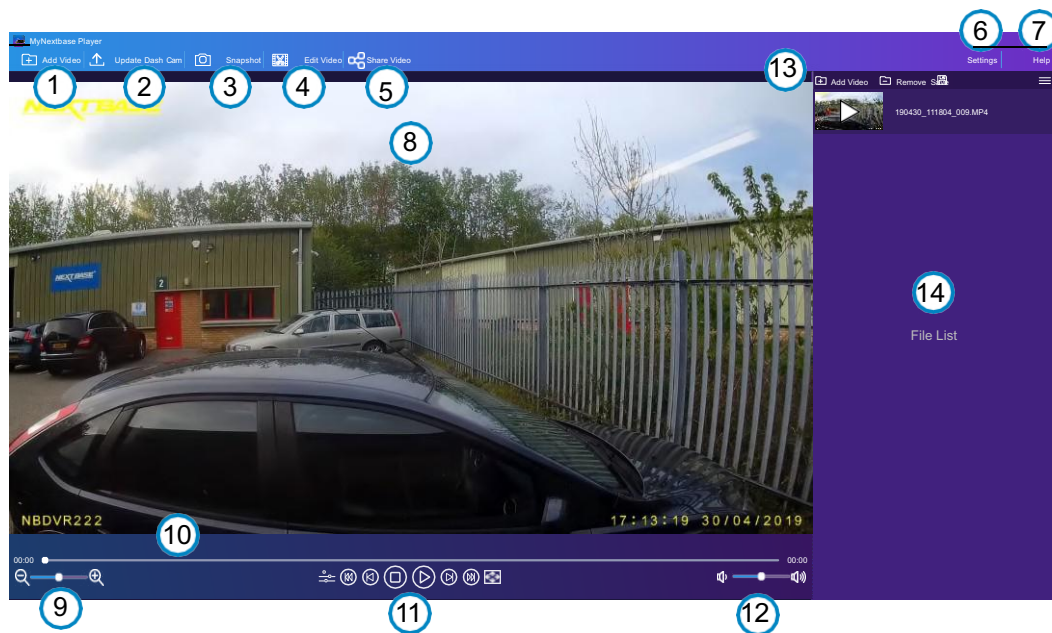 6 7
MyNextbase Player
Add Video Update Dash Cam Snapshot Edit Video Share Video Settings Help
1 2 3 4 5 13
Add Video Remove S
NEXTBASE
190430_111804_009.MP4
8
NEXTBASE
2
14
File List
NBDVR222 17:13:19 30/04/2019
10
00:00 00:00
9 11 12